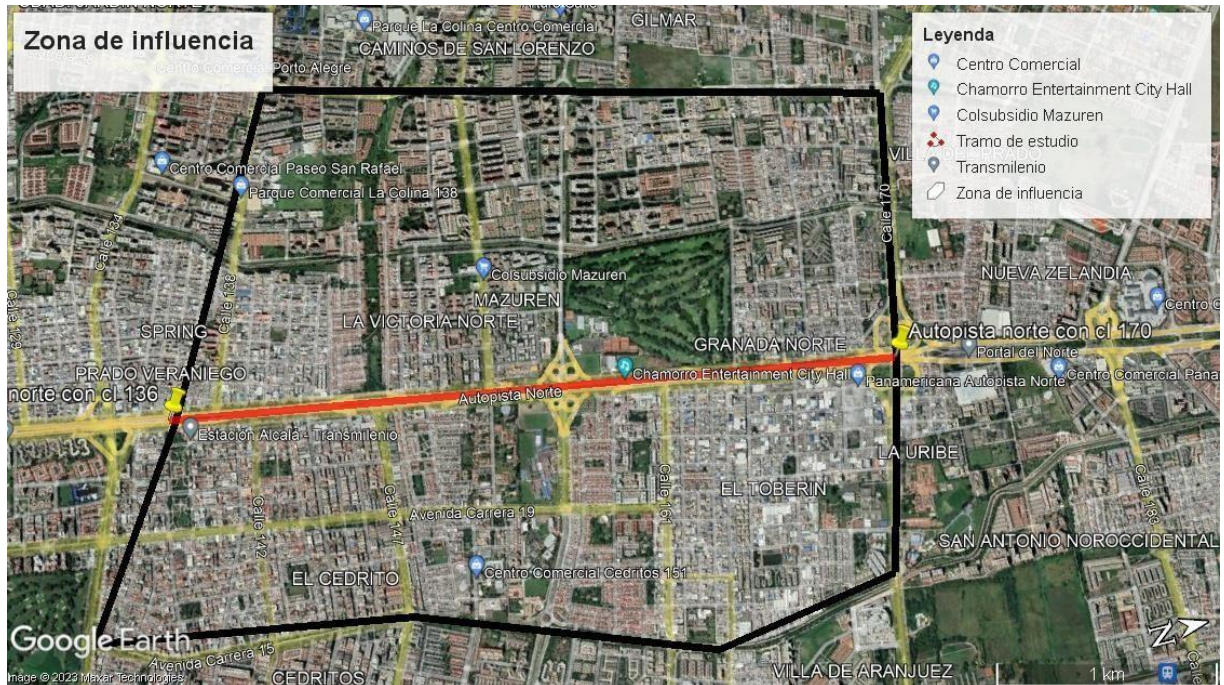 Zona de influencia
Leyenda
Centro Comercial
Chamorro Entertainment City Hall
Colsubsidio Mazuren
Tramo de estudio
Transmilenio
Zona de influencia
GILMAR
Parque La Colina Centro Comercial
CAMINOS DE SAN LORENZO
Centro Comercial Porto Alegre
Centro Comercial Paseo San Rafael
Parque Comercial La Colina 138
Calle 134
Calle 138
Calle 170
Colsubsidio Mazuren
MAZUREN
LA VICTORIA NORTE
SPRING
PRADO VERANIEGO
norte con cl 136
NUEVA ZELANDIA
Autopista norte con cl 170
GRANADA NORTE
Portal del Norte
Chamorro Entertainment City Hall
Panamericana Autopista Norte
Autopista Norte
Estación Alcalá - Transmilenio
LA URIBE
EL TOBERIN
Calle 161
Calle 183
Avenida Carrera 19
Calle 142
Calle 147
SAN ANTONIO NOROCCIDENTAL
EL CEDRITO
Centro Comercial Cedritos 151
Google Earth
Avenida Carrera 15
CEDRITOS
VILLA DE ARANJUEZ
1 km
N
Image © 2023 Maxar Technologies